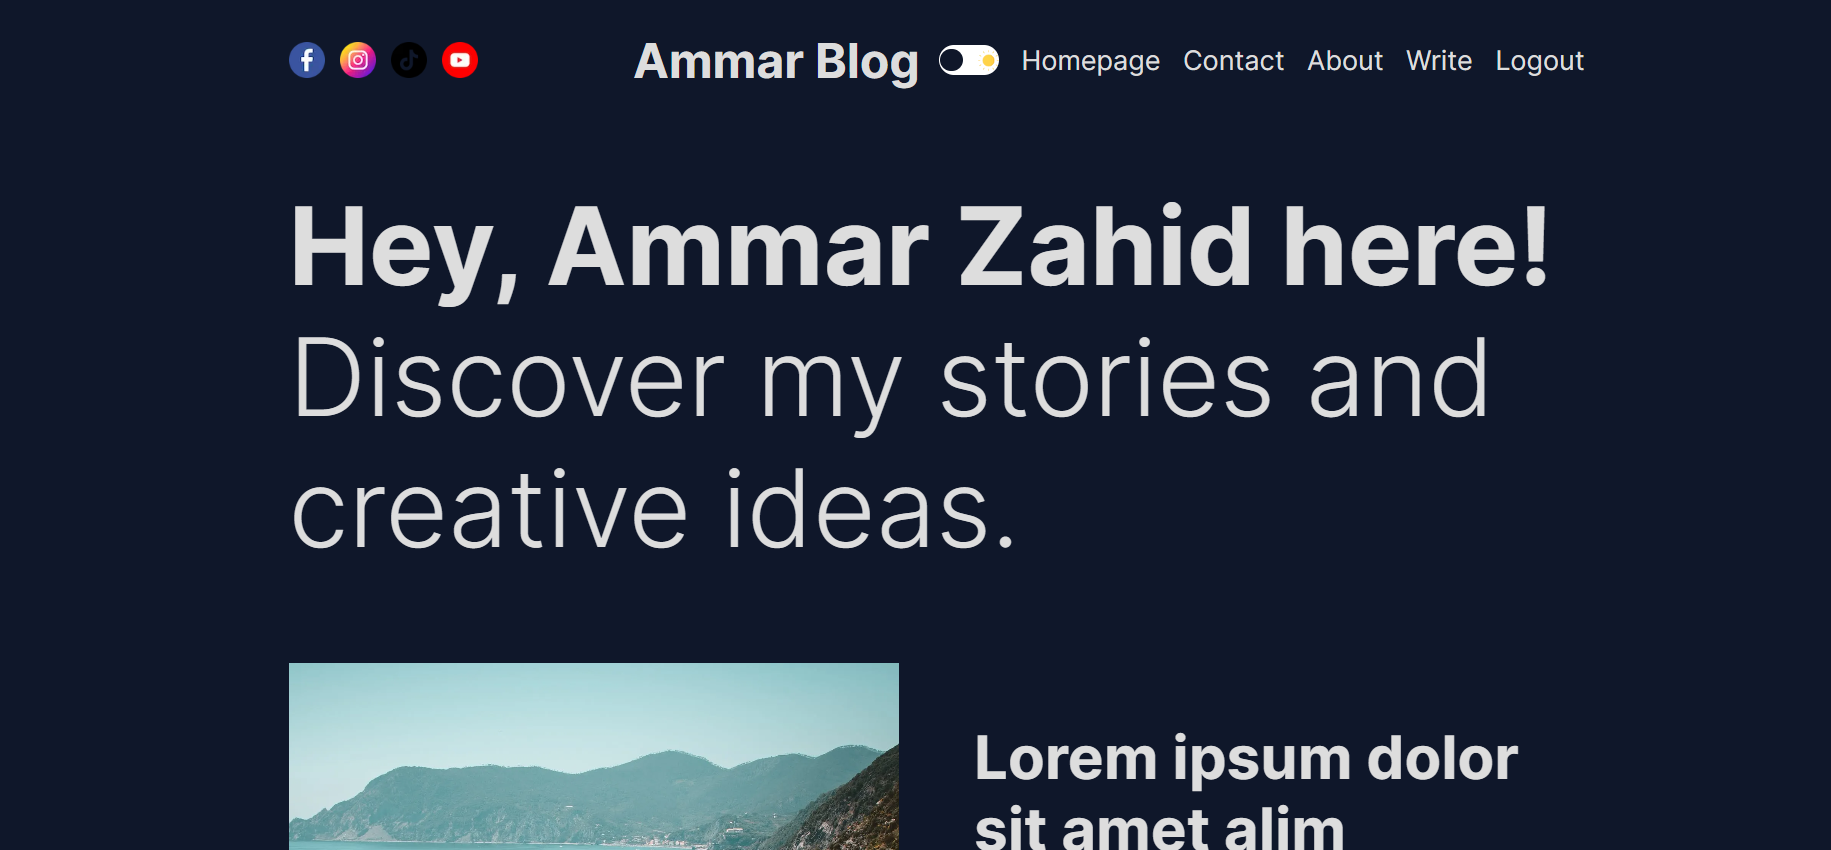 Ammar Blog
Homepage Contact About Write Logout
Hey, Ammar Zahid here!
Discover my stories and
creative ideas.
Lorem ipsum dolor
sit amet alim